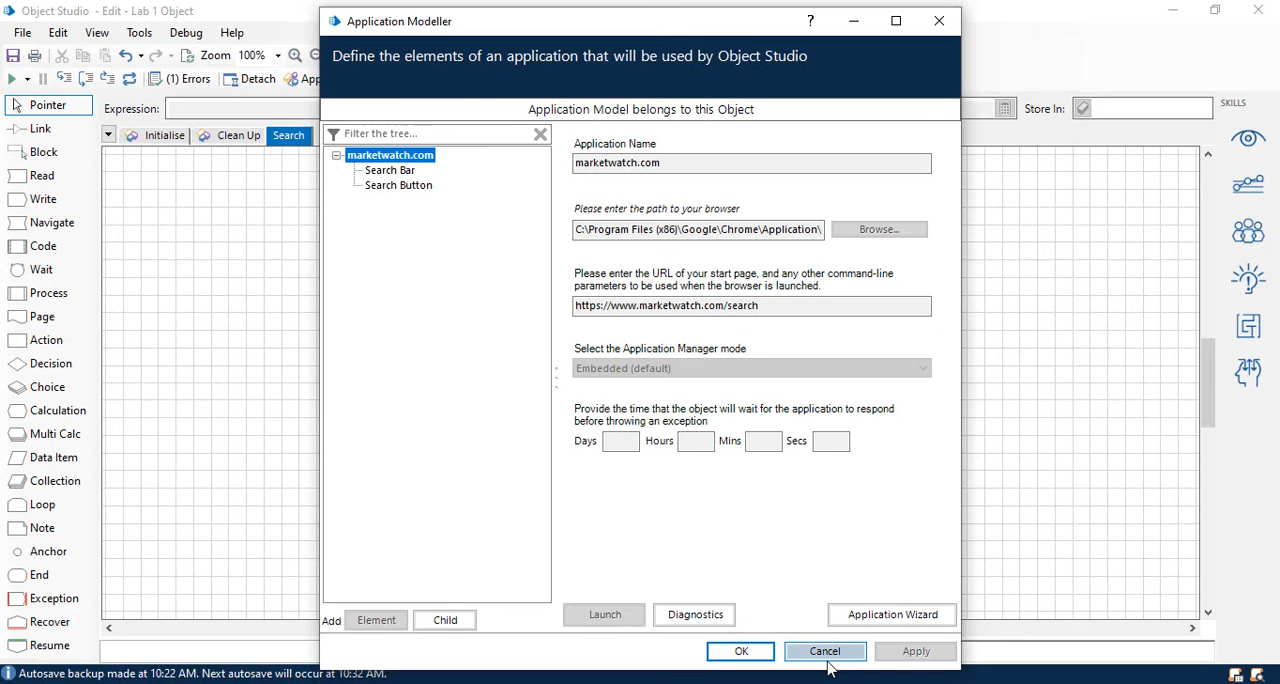 Object Studio - Edit - Lab 1 Object
Application Modeller
?
File Edit View Tools Debug Help
Zoom 100%
Define the elements of an application that will be used by Object Studio
(1) Errors Detach App
Pointer
Expression:
Application Model belongs to this Object
Store In:
SKILLS
Link
Initialise Clean Up Search
Filter the tree...
Application Name
Block
marketwatch.com
marketwatch.com
Read
Search Bar
Write
Search Button
Please enter the path to your browser
Navigate
C:\Program Files (x86)\Google\Chrome\Application\
Browse...
Code
Wait
Please enter the URL of your start page, and any other command-line
parameters to be used when the browser is launched.
Process
https://www.marketwatch.com/search
Page
Action
Select the Application Manager mode
Decision
Embedded (default)
Choice
Calculation
Provide the time that the object will wait for the application to respond
before throwing an exception
Multi Calc
Days Hours Mins Secs
Data Item
Collection
Loop
Note
Anchor
End
Exception
Recover
Resume
Add Element Child
Launch Diagnostics Application Wizard
OK Cancel Apply
Autosave backup made at 10:22 AM. Next autosave will occur at 10:32 AM.